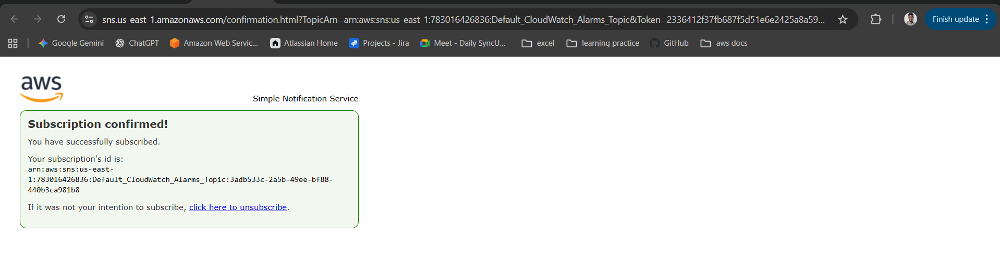 sns.us-east-1.amazonaws.com/confirmation.html?TopicArn=arn:aws:sns:us-east-1:783016426836:Default_CloudWatch_Alarms_Topic&Token=2336412f37fb687f5d51e6e2425a8a59...
Finish update
Google Gemini
ChatGPT
Amazon Web Servic...
Atlassian Home
Projects - Jira
Meet - Daily SyncU...
excel
learning practice
GitHub
aws docs
aws
Simple Notification Service
Subscription confirmed!
You have successfully subscribed.
Your subscription's id is:
arn:aws:sns:us-east-
1:783016426836:Default_CloudWatch_Alarms_Topic:3adb533c-2a5b-49ee-bf88-
440b3ca981b8
If it was not your intention to subscribe, click here to unsubscribe.